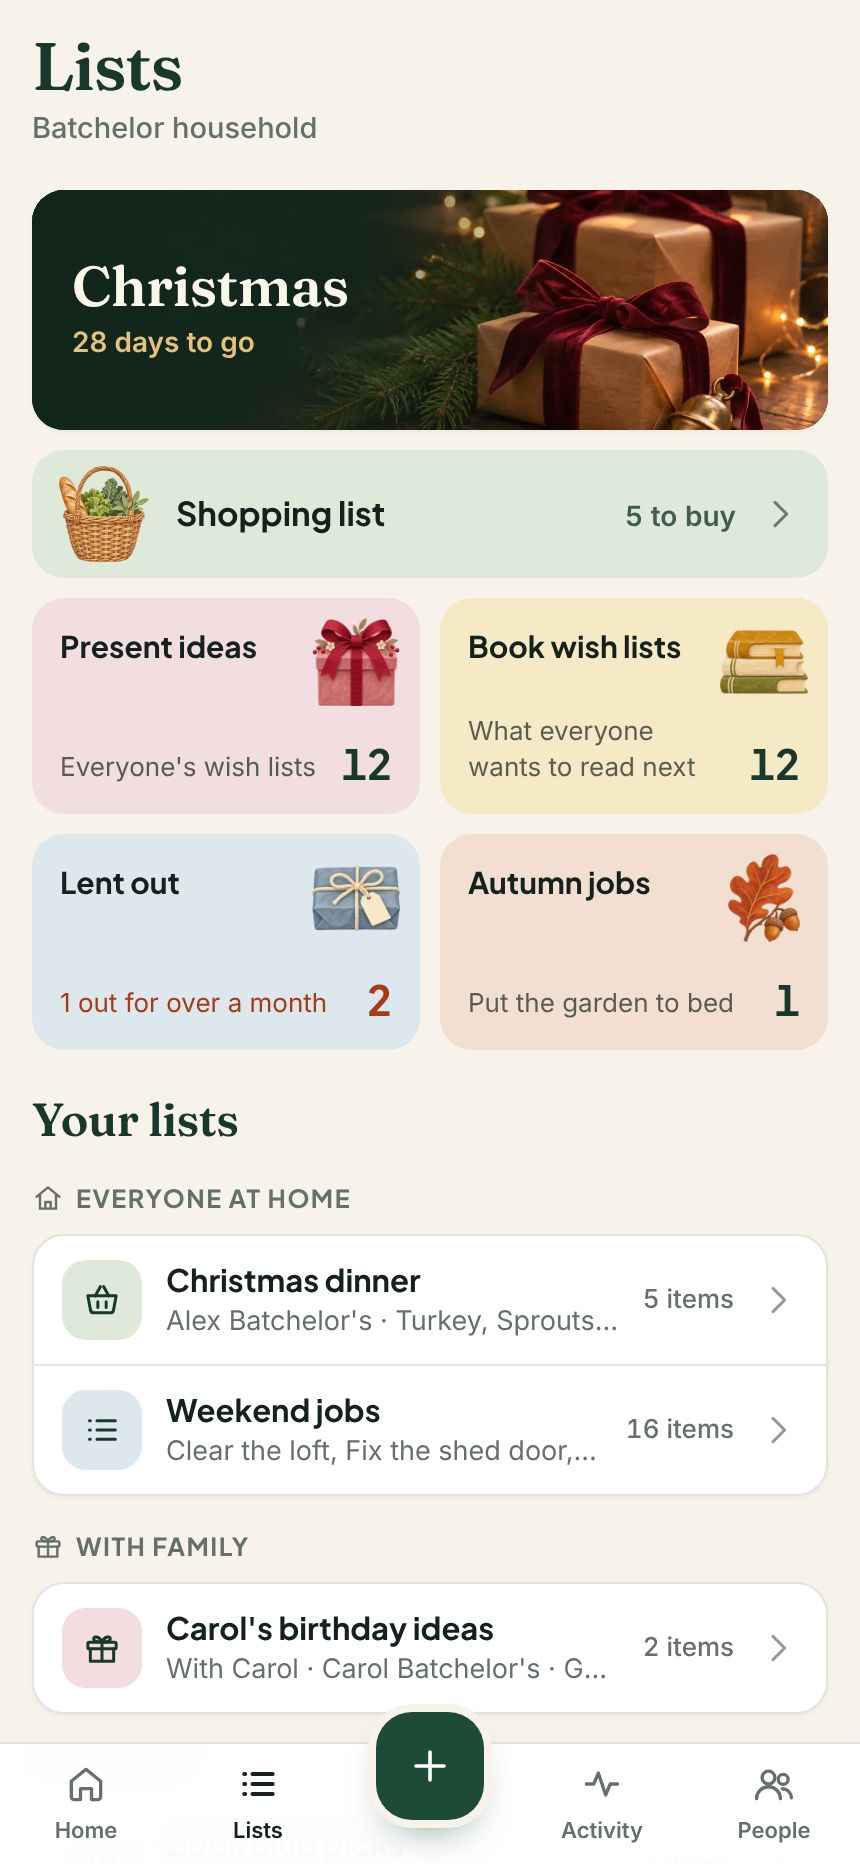 Lists
Batchelor household
Christmas
28 days to go
Shopping list
5 to buy
Present ideas
Everyone's wish lists
12
Book wish lists
What everyone
wants to read next
12
Lent out
1 out for over a month
2
Autumn jobs
Put the garden to bed
1
Your lists
EVERYONE AT HOME
Christmas dinner
Alex Batchelor's · Turkey, Sprouts...
5 items
Weekend jobs
Clear the loft, Fix the shed door,...
16 items
WITH FAMILY
Carol's birthday ideas
With Carol · Carol Batchelor's · G...
2 items
Book club picks
Home
Lists
Activity
People